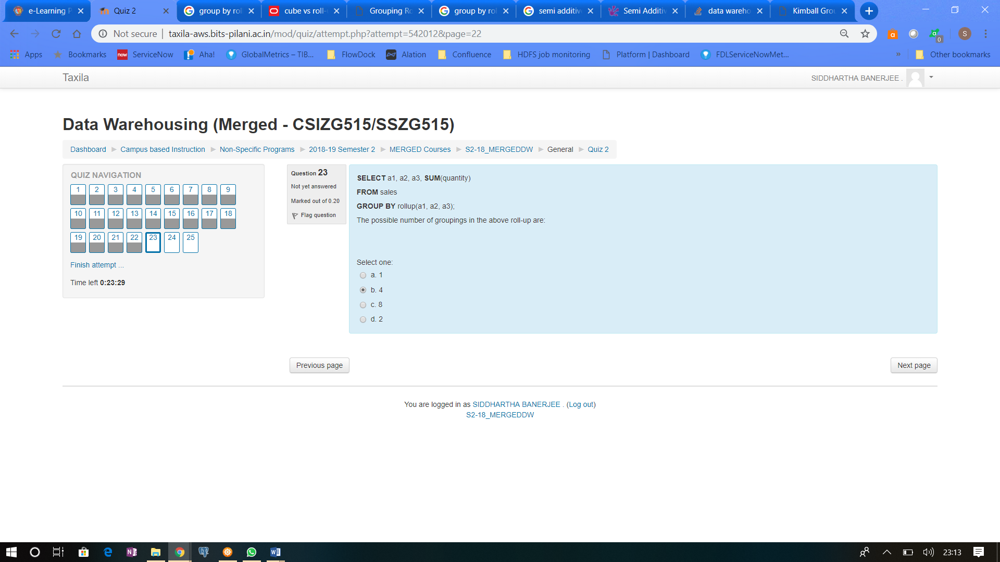 e-Learning P
Quiz 2
group by rol
cube vs roll-
Grouping Ro
group by rol
semi additiv
Semi Additiv
data wareho
Kimball Grou
Not secure | taxila-aws.bits-pilani.ac.in/mod/quiz/attempt.php?attempt=542012&page=22
a
S
0
Apps
Bookmarks
now ServiceNow
Aha!
GlobalMetrics – TIB...
FlowDock
Alation
Confluence
HDFS job monitoring
Platform | Dashboard
FDLServiceNowMet...
»
Other bookmarks
Taxila
SIDDHARTHA BANERJEE .
Data Warehousing (Merged - CSIZG515/SSZG515)
Dashboard ► Campus based Instruction ► Non-Specific Programs ► 2018-19 Semester 2 ► MERGED Courses ► S2-18_MERGEDDW ► General ► Quiz 2
QUIZ NAVIGATION
1 2 3 4 5 6 7 8 9
10 11 12 13 14 15 16 17 18
19 20 21 22 23 24 25
Finish attempt ...
Time left 0:23:29
Question 23
Not yet answered
Marked out of 0.20
Flag question
SELECT a1, a2, a3, SUM(quantity)
FROM sales
GROUP BY rollup(a1, a2, a3);
The possible number of groupings in the above roll-up are:
Select one:
a. 1
b. 4
c. 8
d. 2
Previous page
Next page
You are logged in as SIDDHARTHA BANERJEE . (Log out)
S2-18_MERGEDDW
23:13